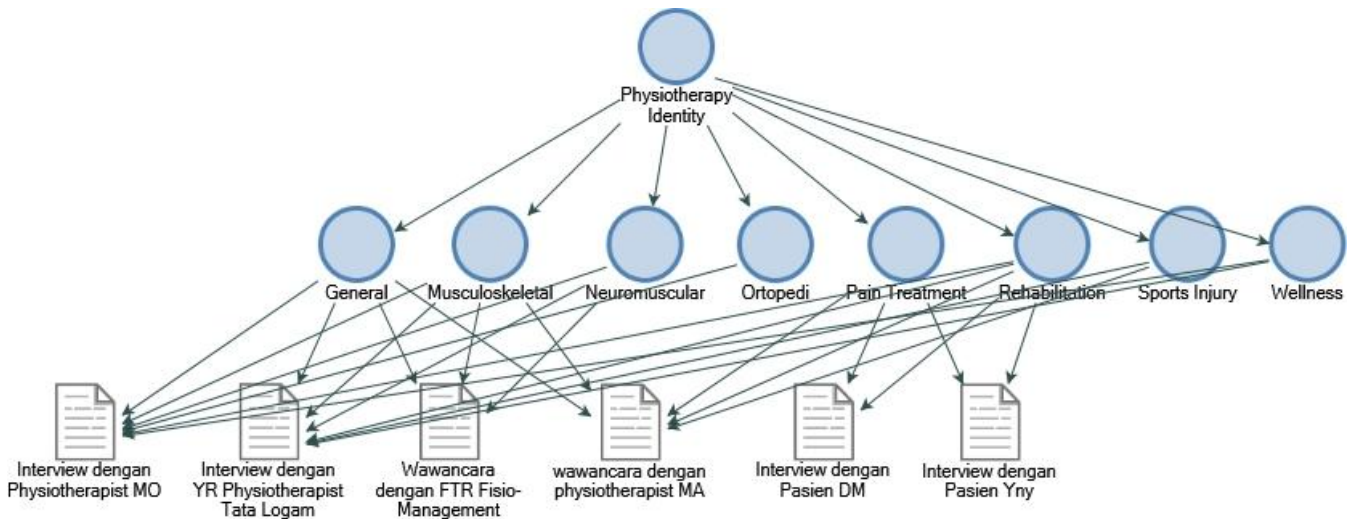 Physiotherapy
Identity
General
Musculoskeletal
Neuromuscular
Ortopedi
Pain Treatment
Rehabilitation
Sports Injury
Wellness
Interview dengan
Physiotherapist MO
Interview dengan
YR Physiotherapist
Tata Logam
Wawancara
dengan FTR Fisio-
Management
wawancara dengan
physiotherapist MA
Interview dengan
Pasien DM
Interview dengan
Pasien Yny